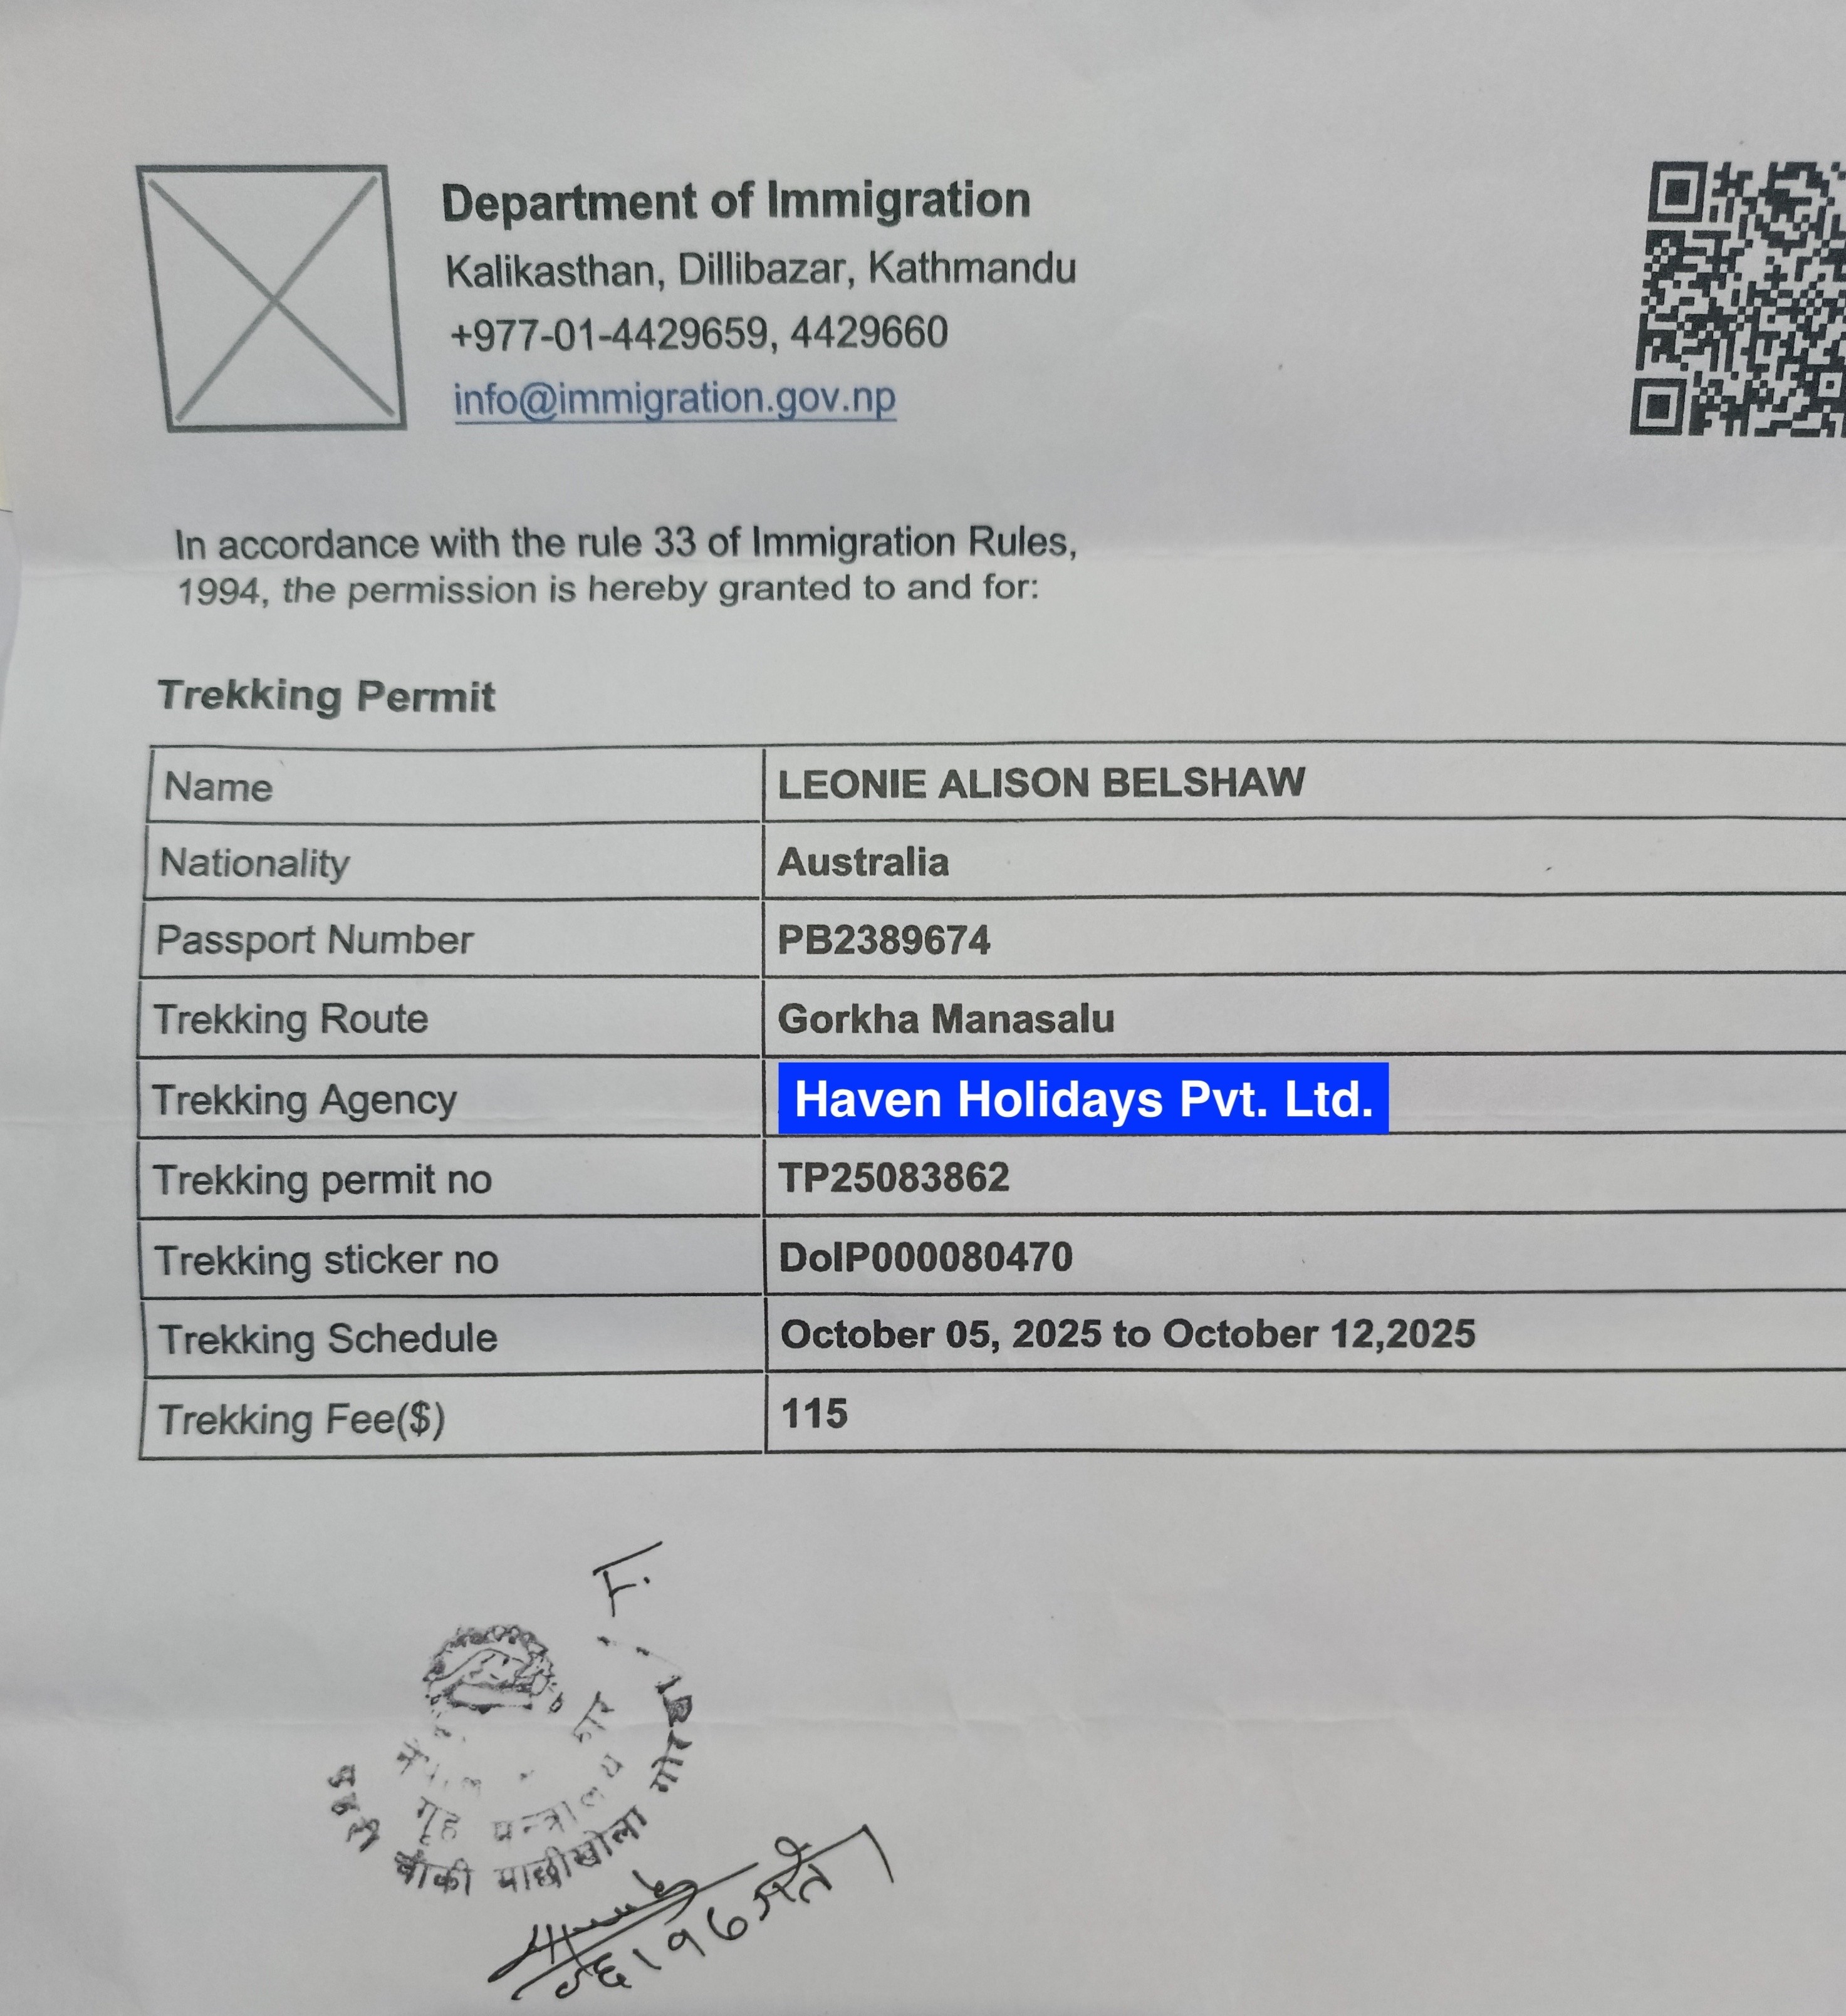 Department of Immigration
Kalikasthan, Dillibazar, Kathmandu
+977-01-4429659, 4429660
info@immigration.gov.np
In accordance with the rule 33 of Immigration Rules,
1994, the permission is hereby granted to and for:
Trekking Permit
Name LEONIE ALISON BELSHAW
Nationality Australia
Passport Number PB2389674
Trekking Route Gorkha Manasalu
Trekking Agency Haven Holidays Pvt. Ltd.
Trekking permit no TP25083862
Trekking sticker no DoIP000080470
Trekking Schedule October 05, 2025 to October 12,2025
Trekking Fee($) 115
F.
गृह मन्त्रालय
प्रहरी चौकी माछीखोला